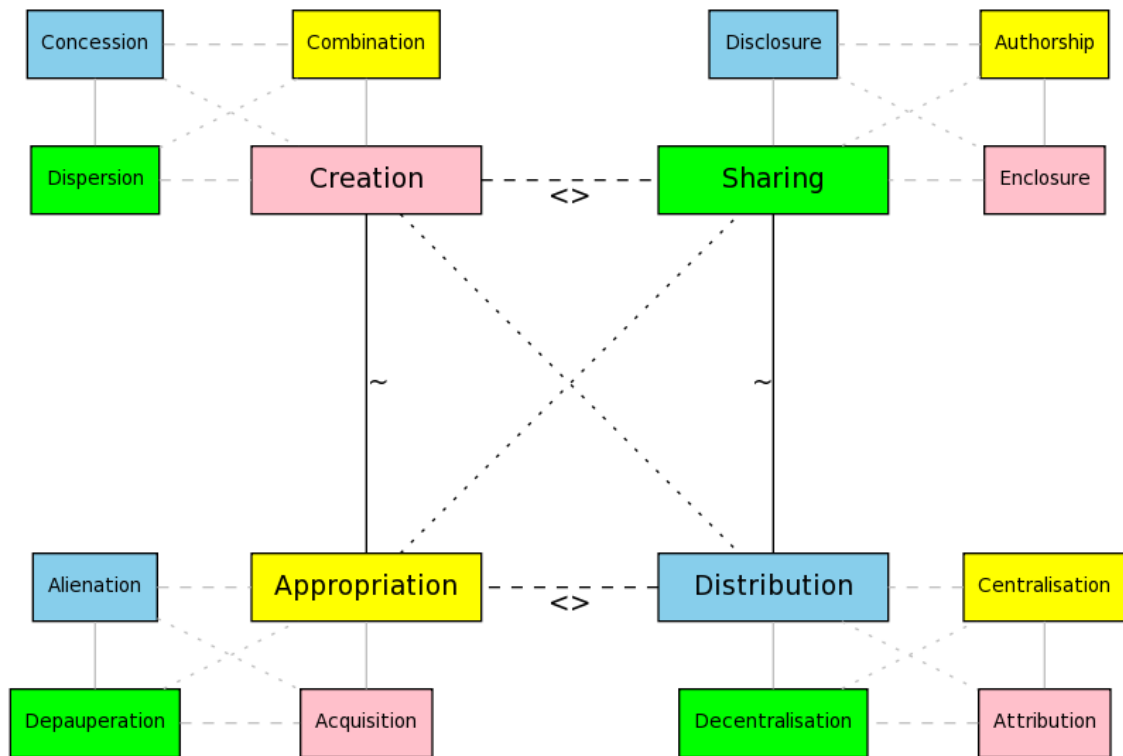 Concession
Combination
Disclosure
Authorship
Dispersion
Creation
<>
Sharing
Enclosure
~
~
Alienation
Appropriation
<>
Distribution
Centralisation
Depauperation
Acquisition
Decentralisation
Attribution